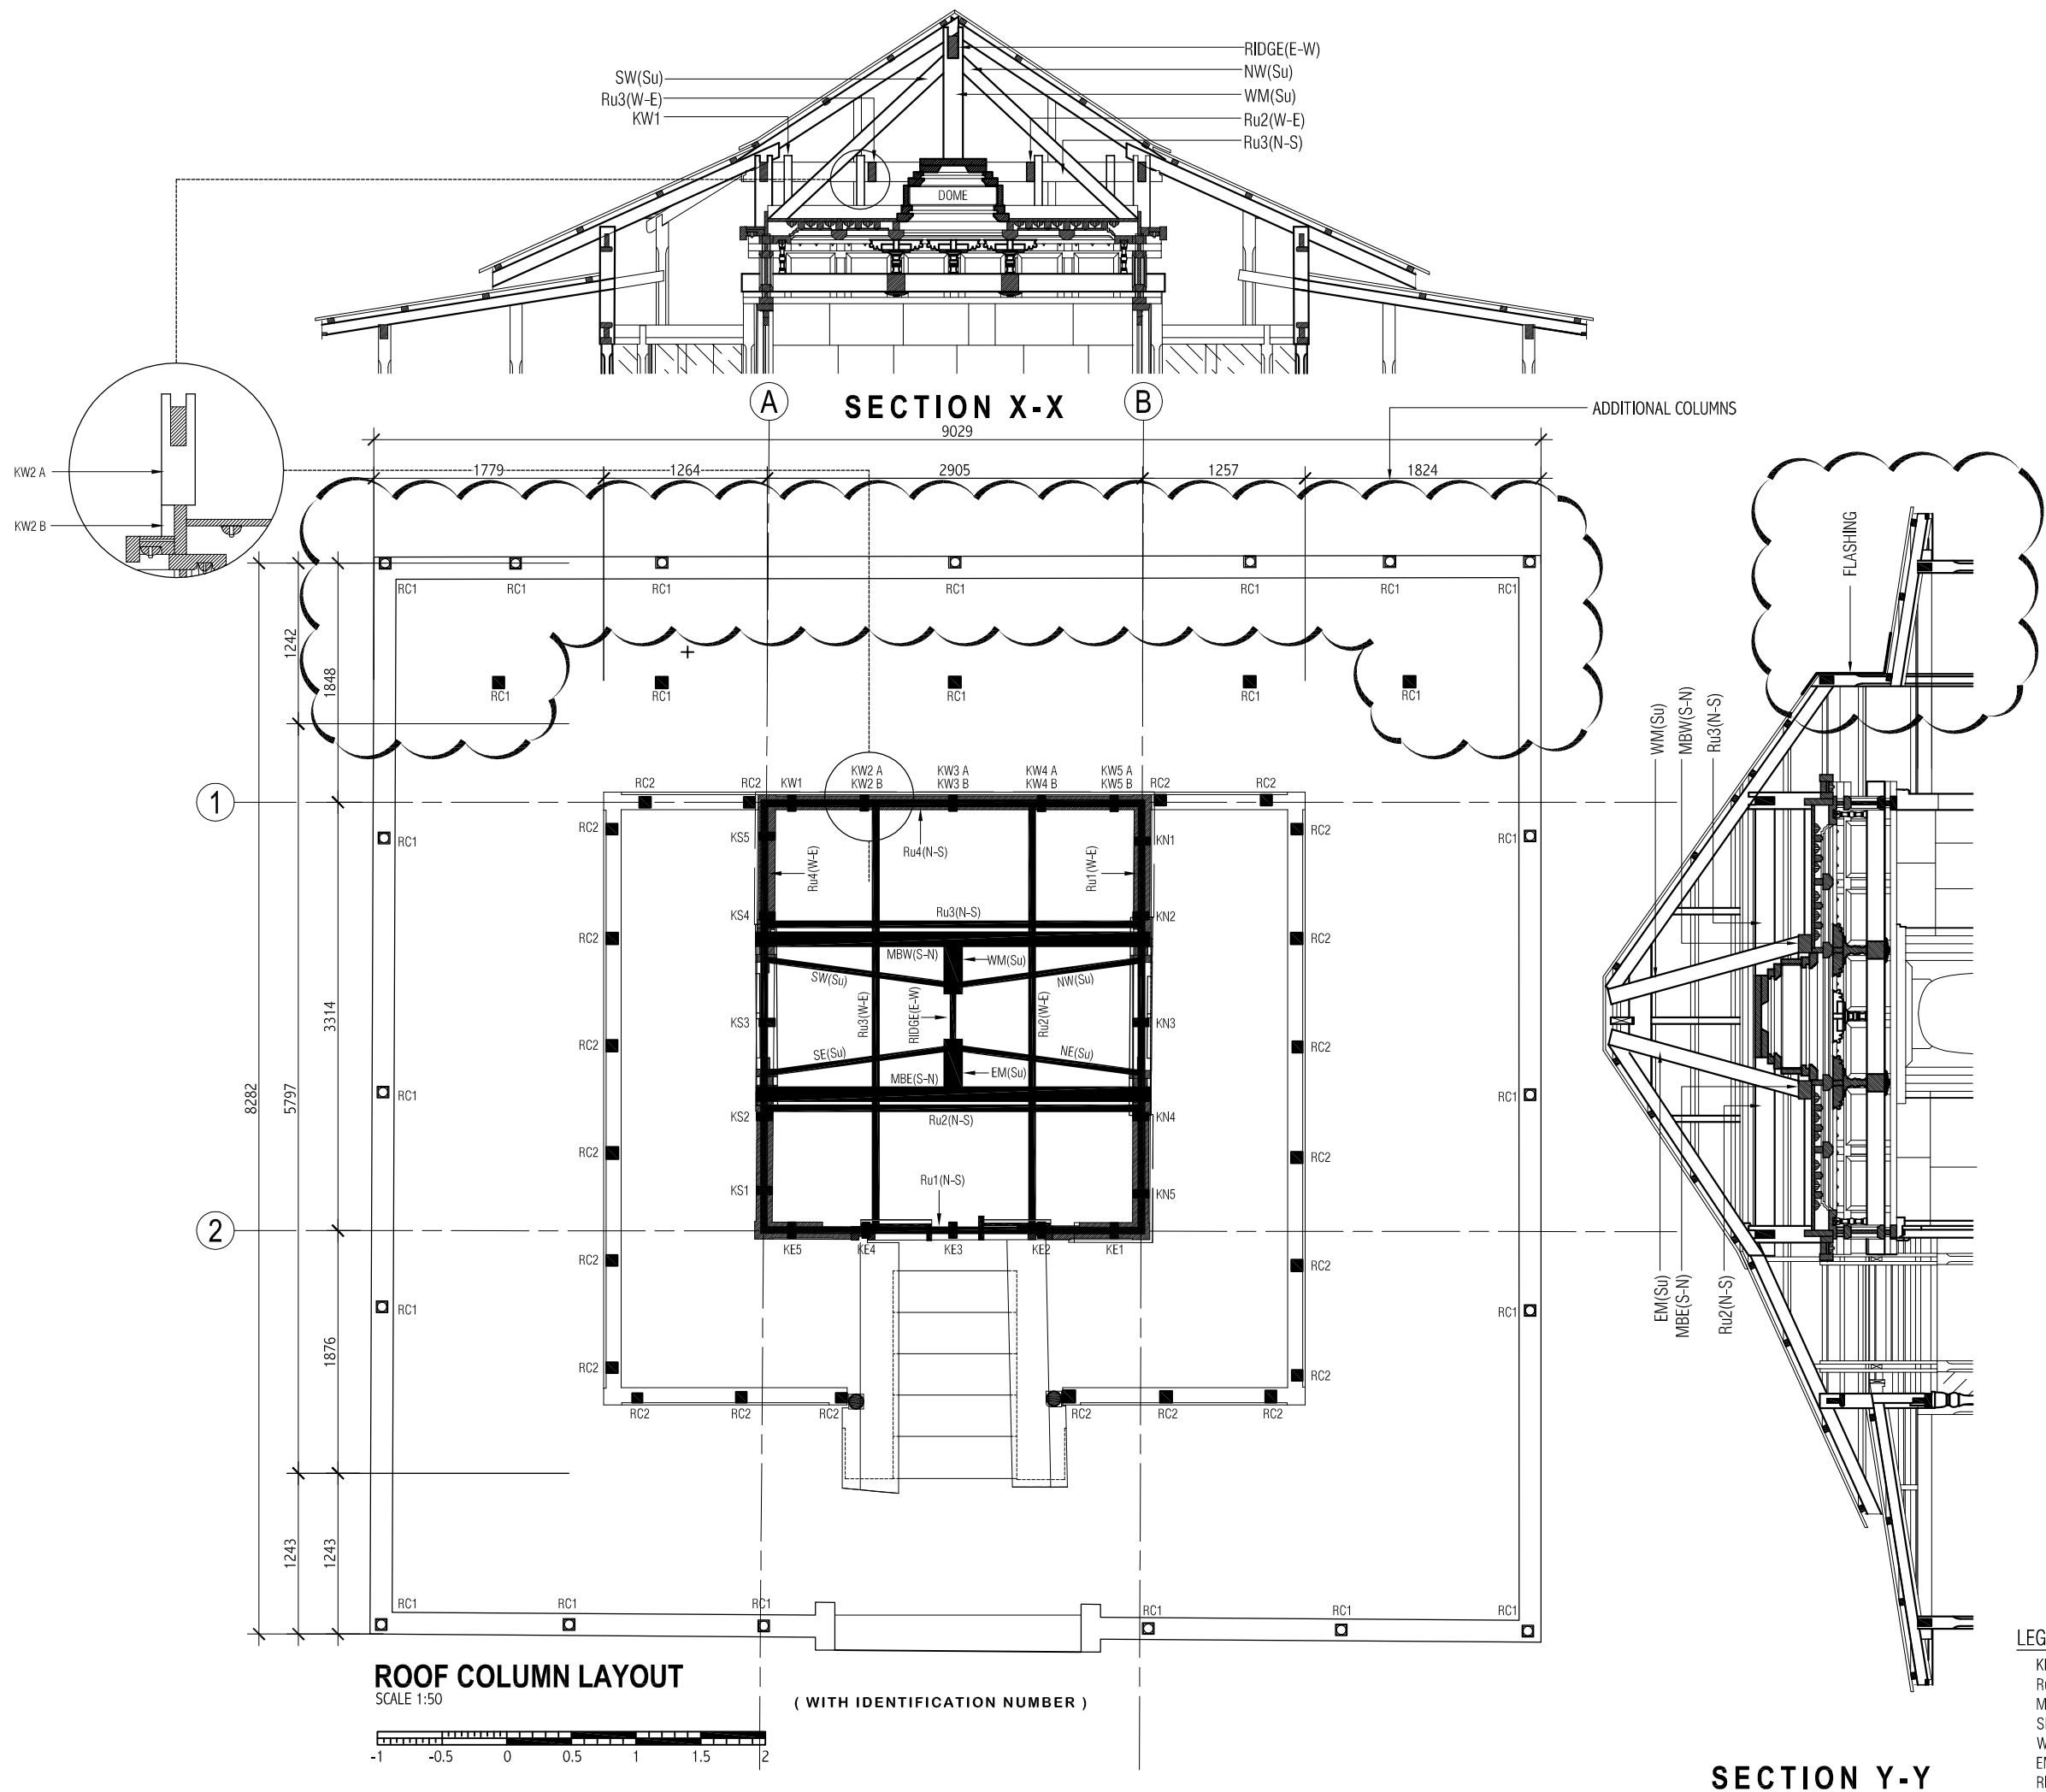 RIDGE(E-W)
SW(Su)
NW(Su)
Ru3(W-E)
WM(Su)
KW1
Ru2(W-E)
Ru3(N-S)
DOME
A
SECTION X-X
B
ADDITIONAL COLUMNS
9029
1779
1264
2905
1257
1824
KW2 A
KW2 B
FLASHING
RC1
RC1
RC1
RC1
RC1
RC1
RC1
1242
1848
RC1
RC1
RC1
RC1
RC1
WM(Su)
MBW(S-N)
Ru3(N-S)
1
RC2
RC2
KW1
KW2 A
KW2 B
KW3 A
KW3 B
KW4 A
KW4 B
KW5 A
KW5 B
RC2
RC2
RC1
RC2
KS5
Ru4(W-E)
Ru4(N-S)
Ru1(W-E)
KN1
RC2
RC1
KS4
Ru3(N-S)
KN2
RC2
MBW(S-N)
WM(Su)
RC2
SW(Su)
NW(Su)
8282
5797
3314
RC2
KS3
Ru3(W-E)
RIDGE(E-W)
Ru2(W-E)
KN3
RC2
SE(Su)
NE(Su)
RC1
MBE(S-N)
EM(Su)
RC1
KS2
Ru2(N-S)
KN4
RC2
RC2
KS1
Ru1(N-S)
KN5
2
KE5
KE4
KE3
KE2
KE1
RC2
RC2
RC1
RC1
EM(Su)
MBE(S-N)
Ru2(N-S)
1876
RC2
RC2
RC2
RC2
RC2
RC2
RC2
RC2
1243
1243
RC1
RC1
RC1
RC1
RC1
RC1
ROOF COLUMN LAYOUT
SCALE 1:50
( WITH IDENTIFICATION NUMBER )
-1
-0.5
0
0.5
1
1.5
2
SECTION Y-Y